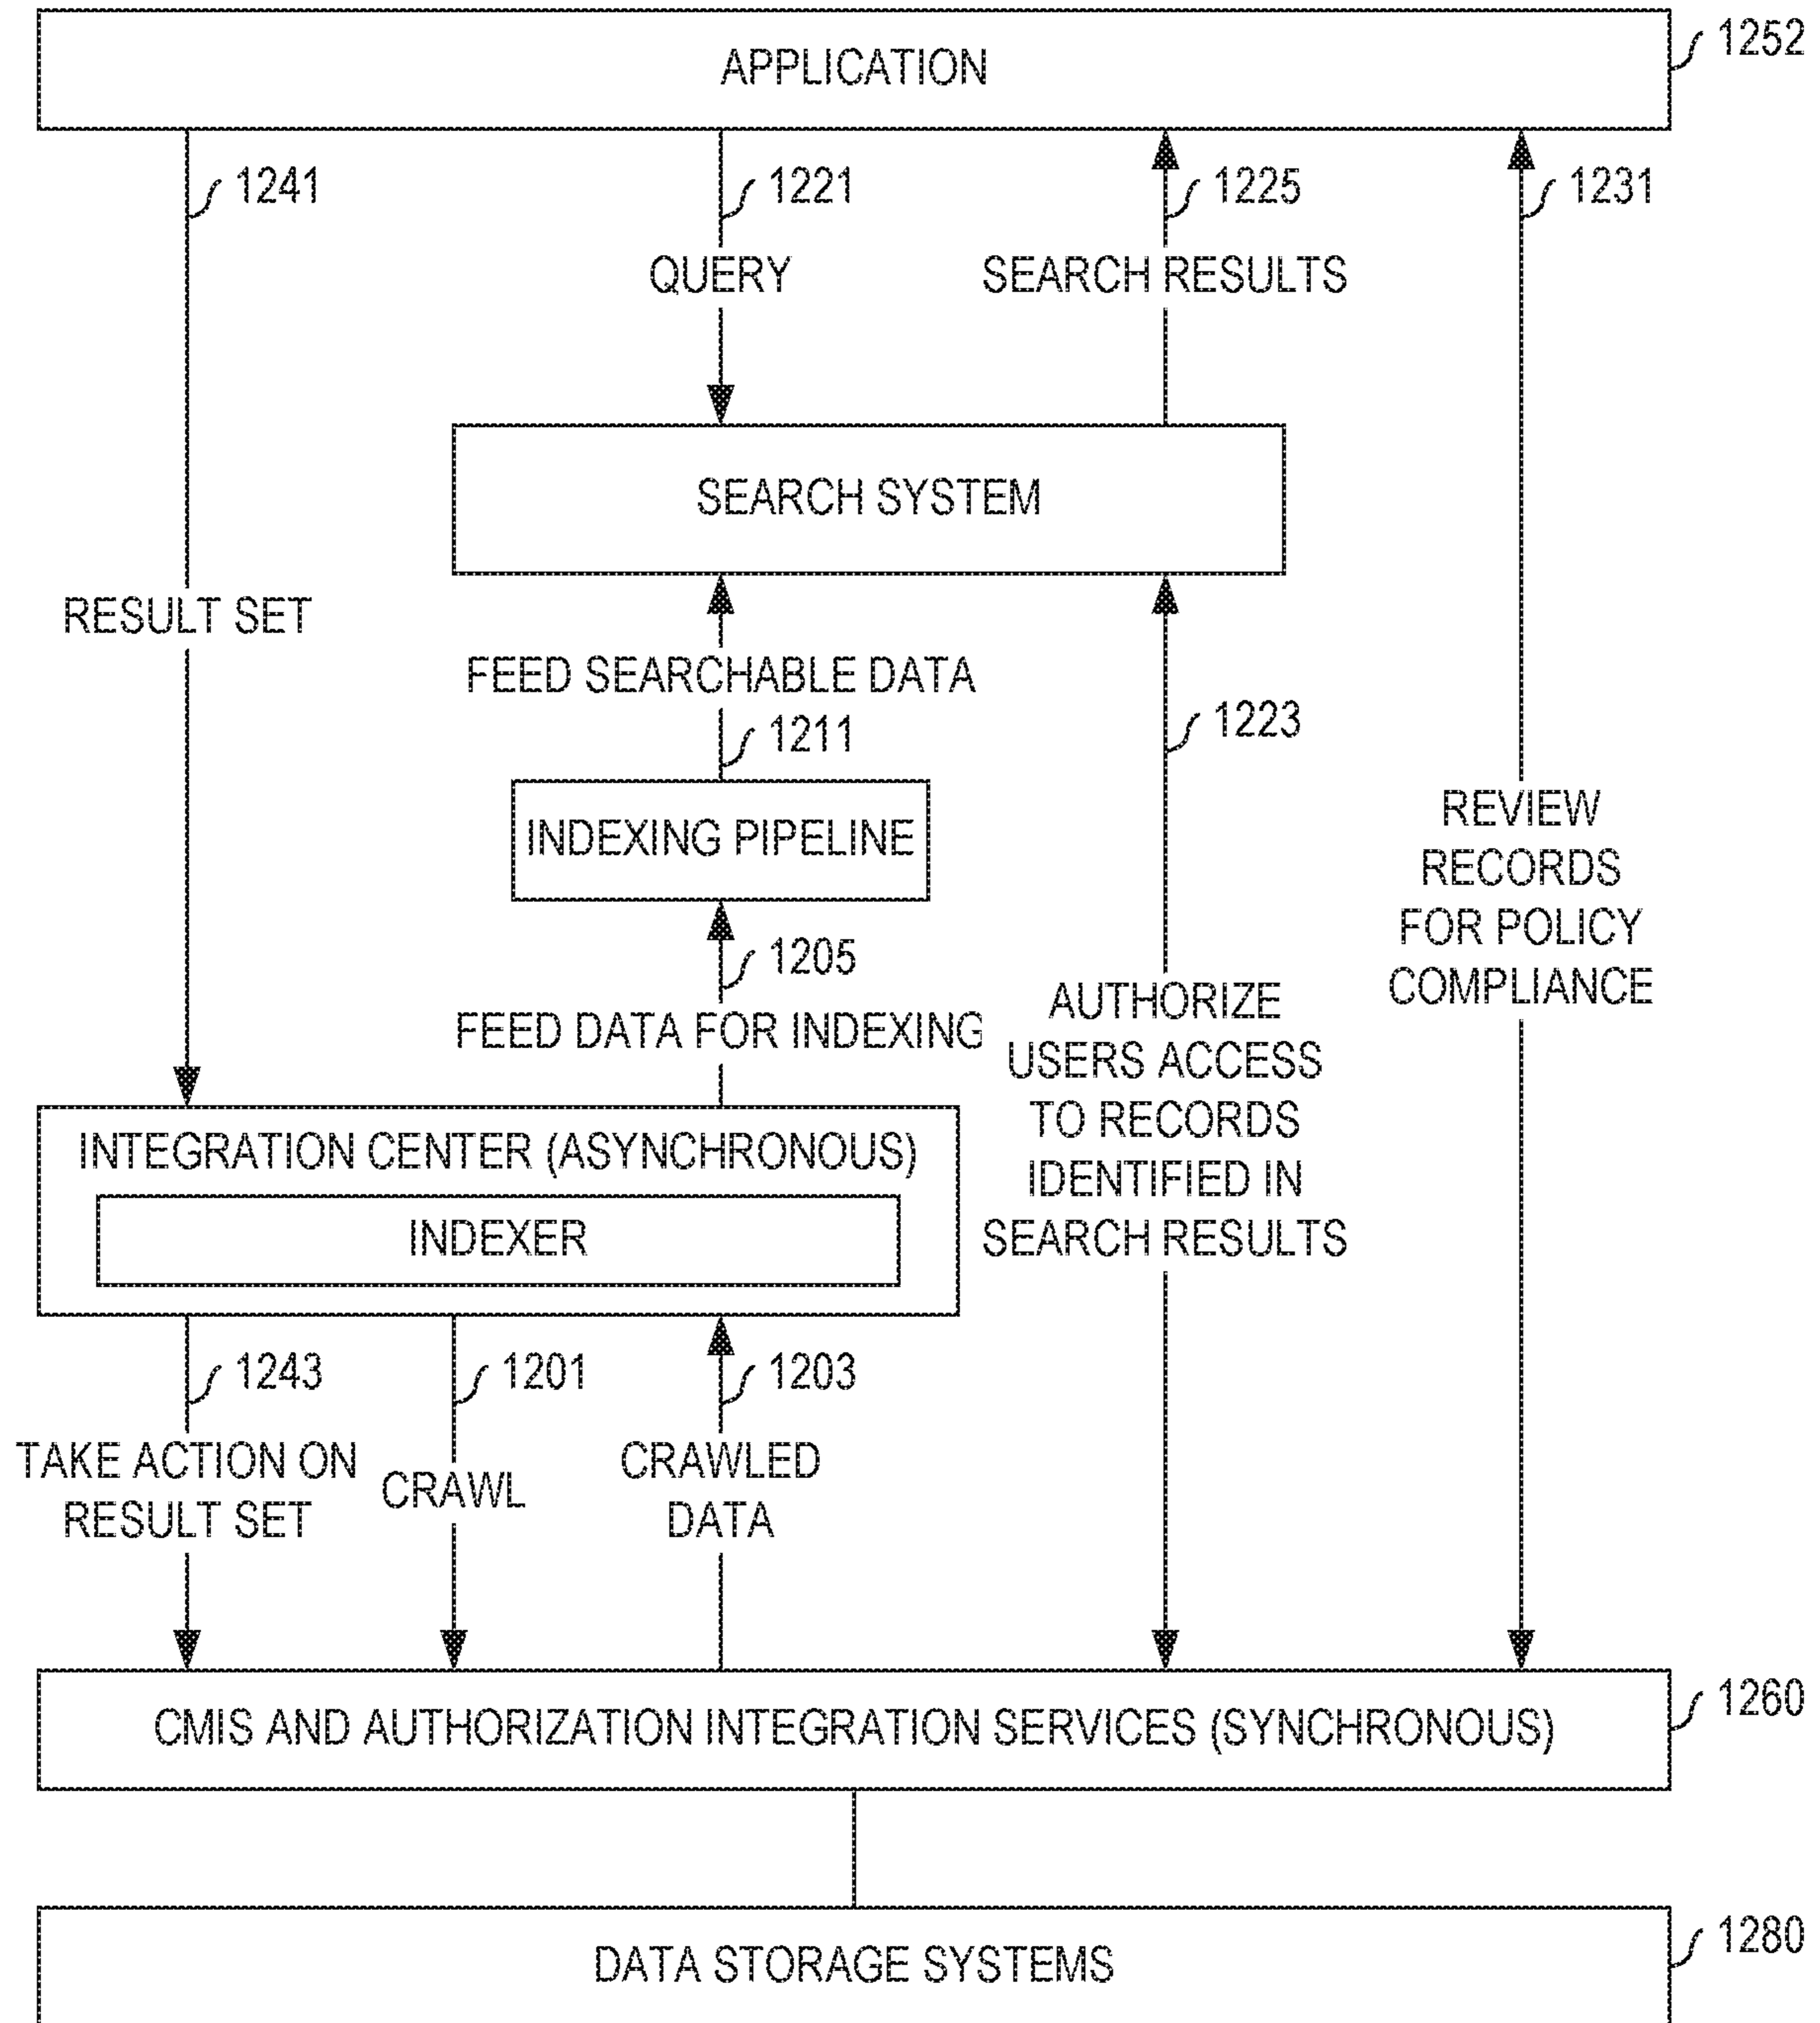 APPLICATION
1252
1241
1221
1225
1231
QUERY
SEARCH RESULTS
SEARCH SYSTEM
RESULT SET
FEED SEARCHABLE DATA
1211
1223
INDEXING PIPELINE
REVIEW
RECORDS
FOR POLICY
COMPLIANCE
1205
FEED DATA FOR INDEXING
AUTHORIZE
USERS ACCESS
TO RECORDS
IDENTIFIED IN
SEARCH RESULTS
INTEGRATION CENTER (ASYNCHRONOUS)
INDEXER
1243
1201
1203
TAKE ACTION ON
RESULT SET
CRAWL
CRAWLED
DATA
CMIS AND AUTHORIZATION INTEGRATION SERVICES (SYNCHRONOUS)
1260
DATA STORAGE SYSTEMS
1280